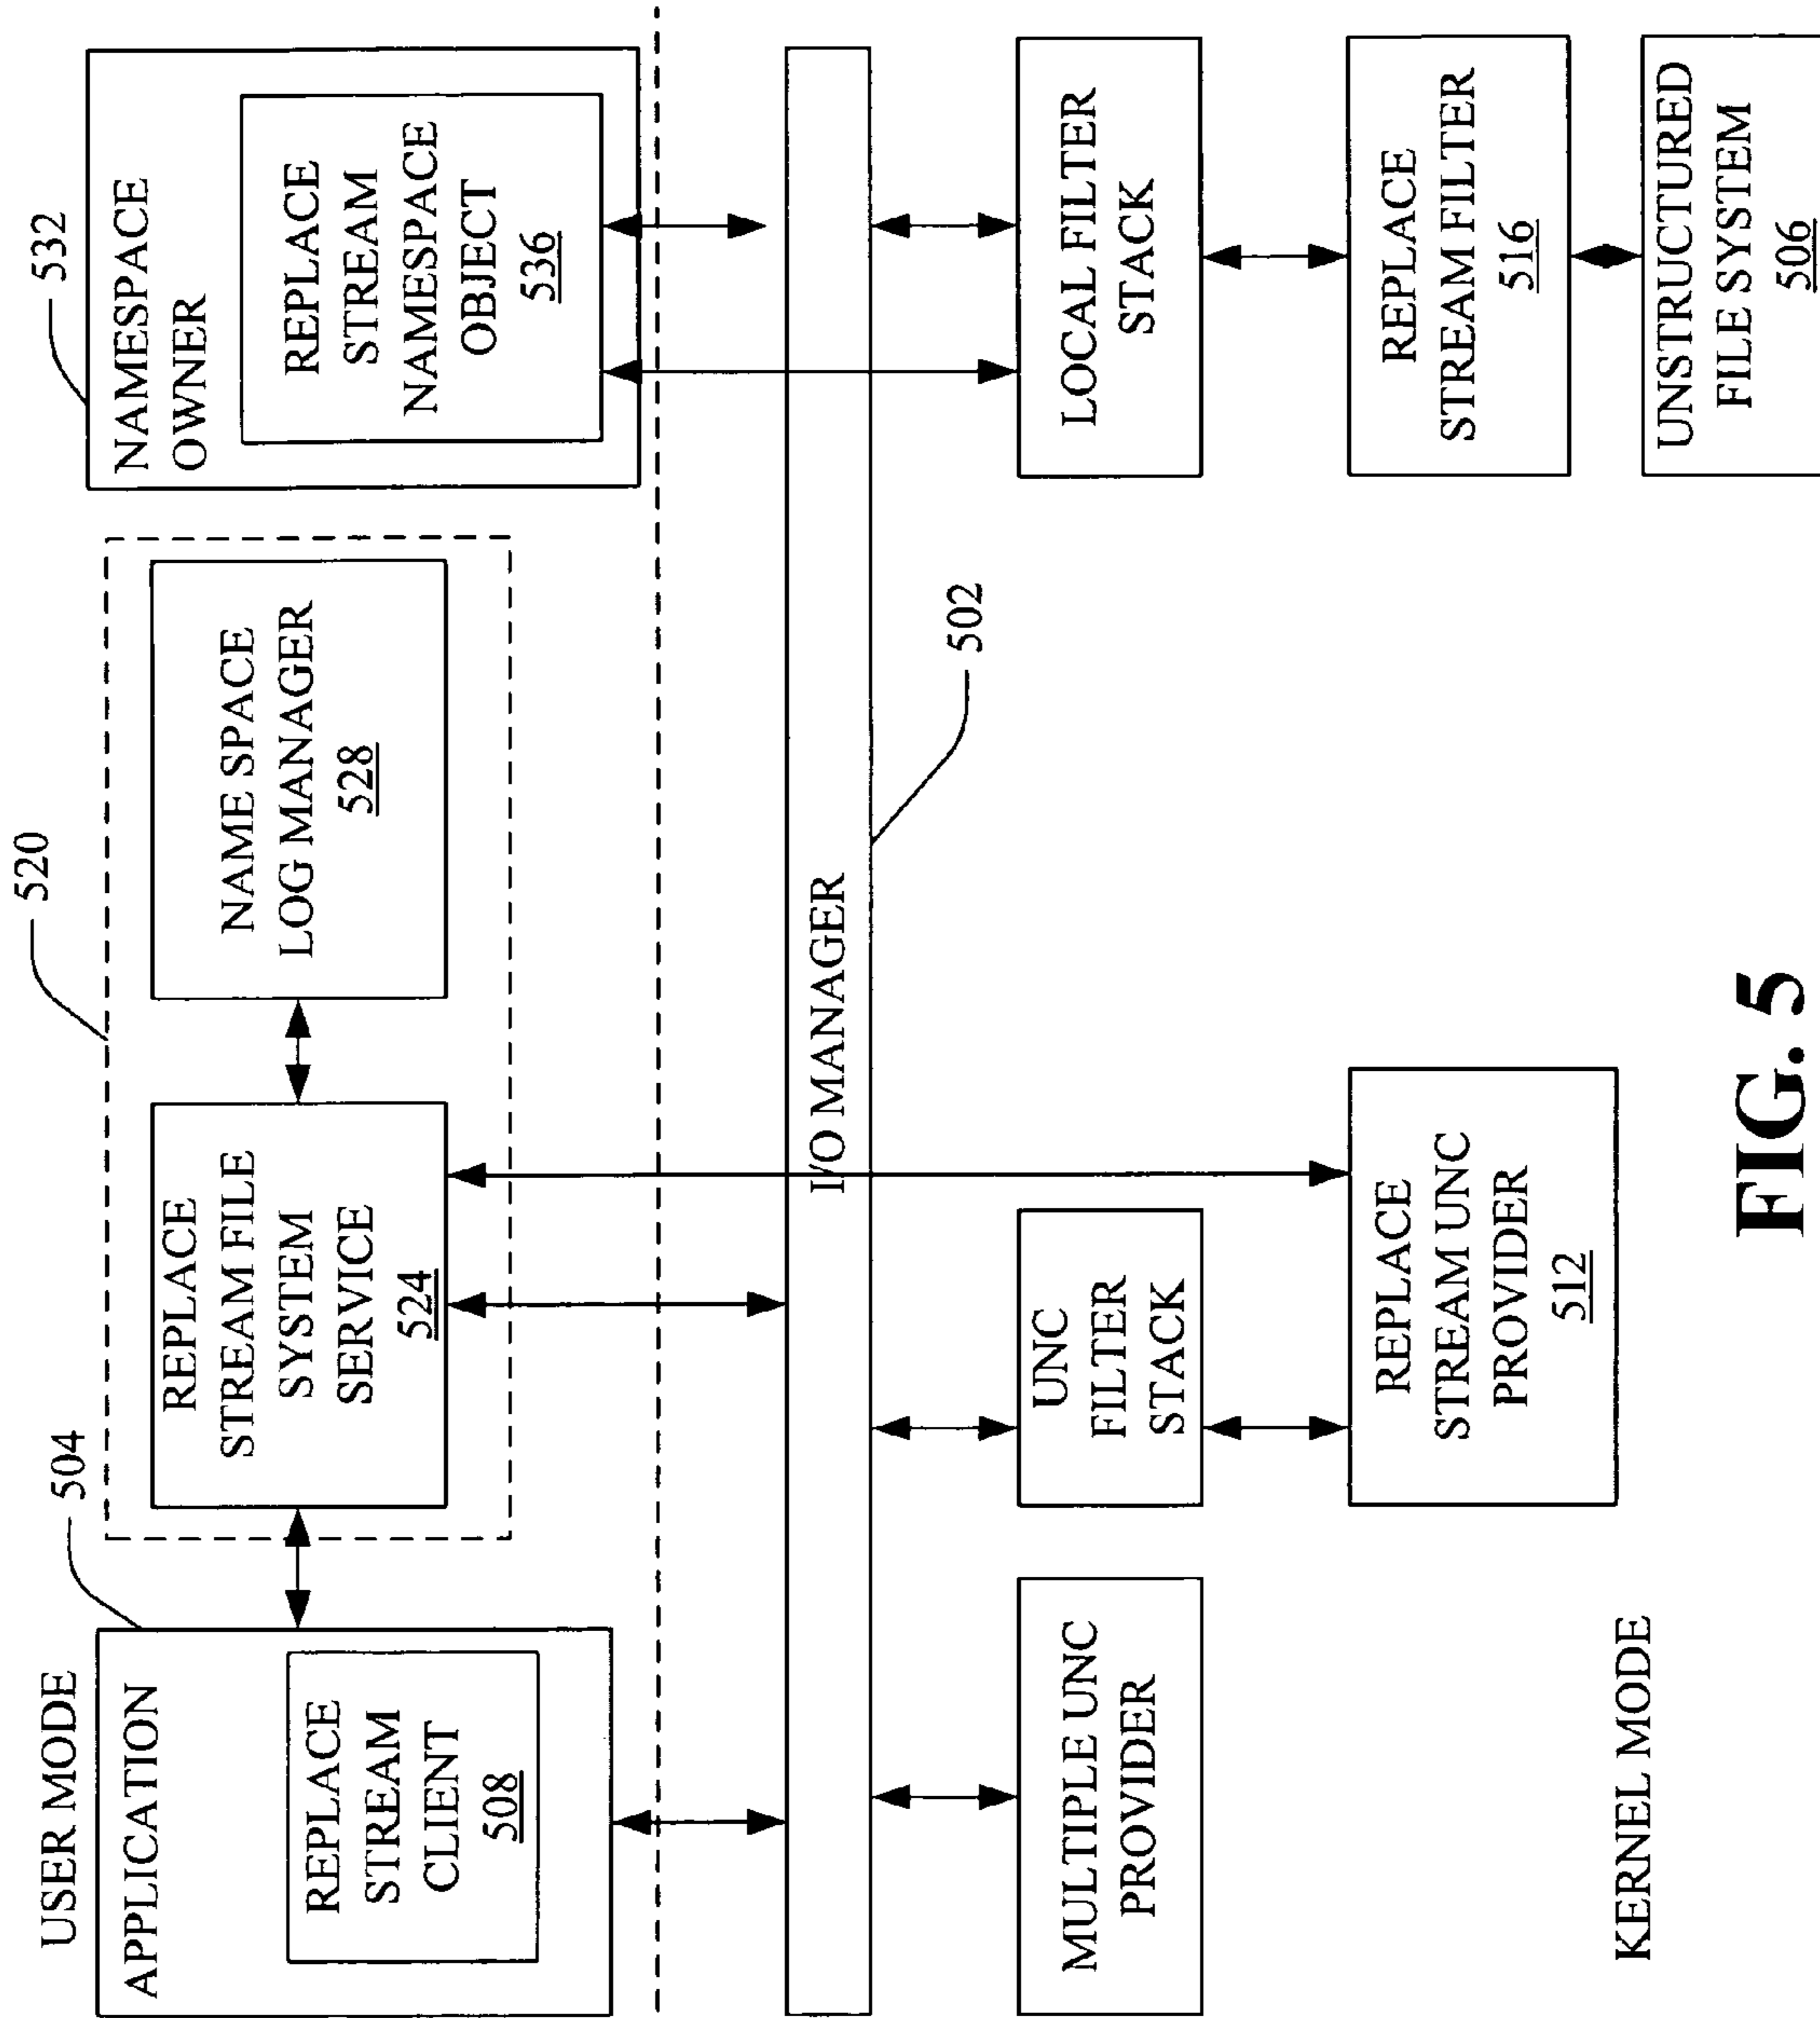 USER MODE
504
520
532
APPLICATION
REPLACE
STREAM
CLIENT
508
REPLACE
STREAM FILE
SYSTEM
SERVICE
524
NAME SPACE
LOG MANAGER
528
NAMESPACE
OWNER
REPLACE
STREAM
NAMESPACE
OBJECT
536
I/O MANAGER
502
MULTIPLE UNC
PROVIDER
UNC
FILTER
STACK
LOCAL FILTER
STACK
REPLACE
STREAM UNC
PROVIDER
512
REPLACE
STREAM FILTER
516
KERNEL MODE
UNSTRUCTURED
FILE SYSTEM
506
FIG. 5